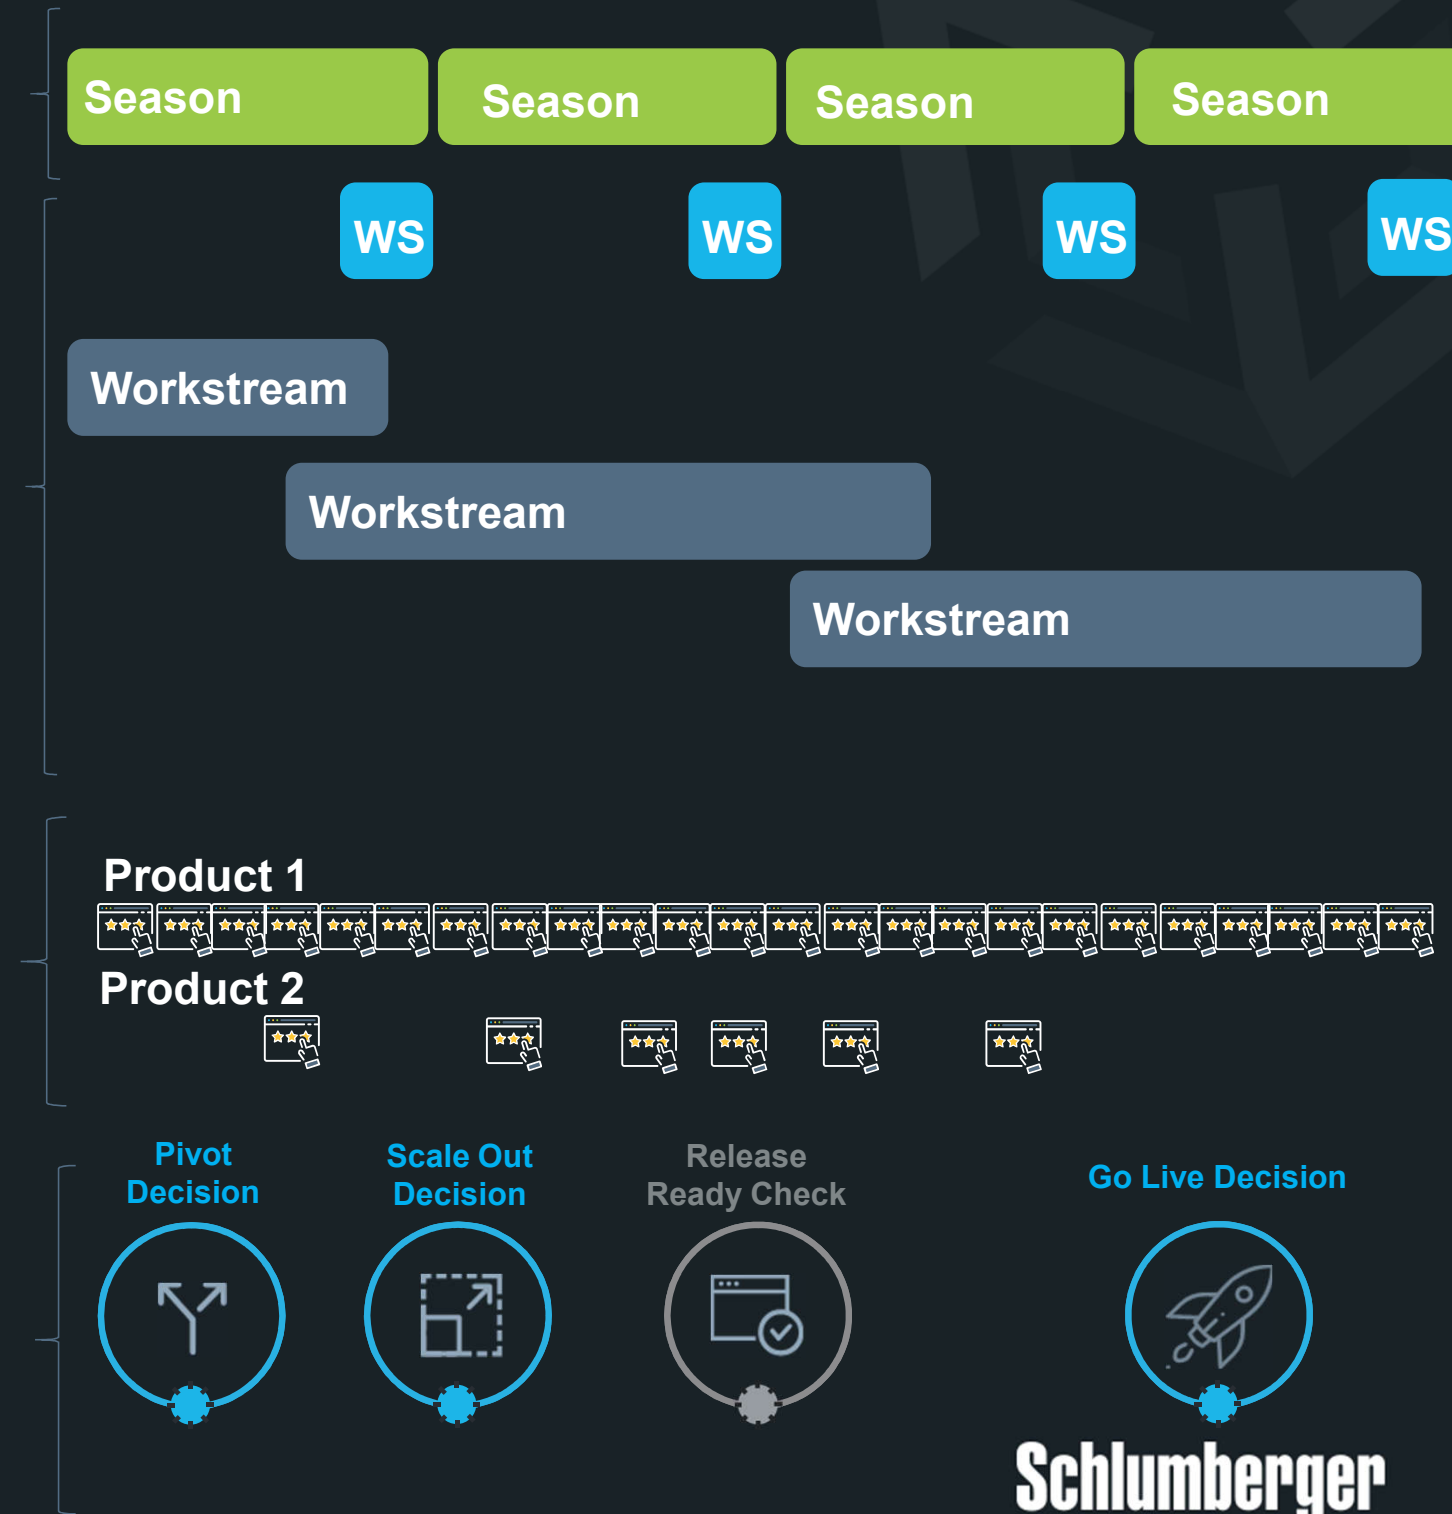 Season Season Season Season
WS WS WS WS
Workstream
Workstream
Workstream
Product 1
Product 2
Pivot
Decision
Scale Out
Decision
Release
Ready Check
Go Live Decision
Schlumberger